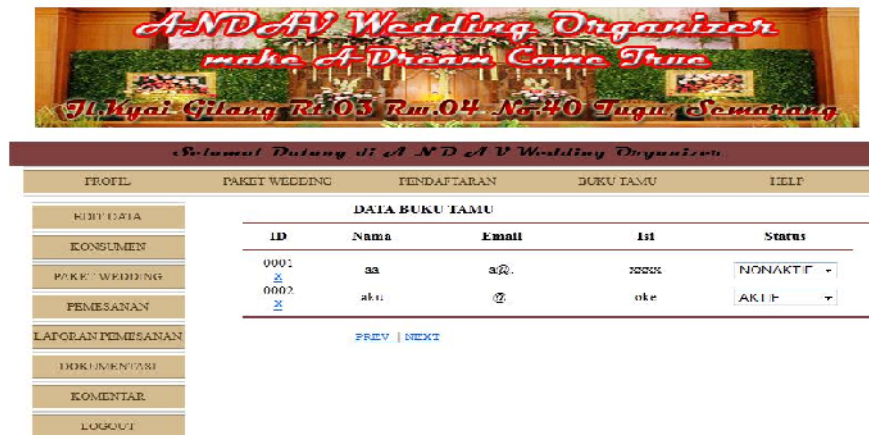 ANDAV Wedding Organizer
make A Dream Come True
Jl.Kyai Gilang Rt.03 Rw.04 No.40 Tugu, Semarang
Selamat Datang di A N D A V Wedding Organizer
PROFIL PAKET WEDDING PENDAFTARAN BUKU TAMU HELP
EDIT DATA
KONSUMEN
PAKET WEDDING
PEMESANAN
LAPORAN PEMESANAN
DOKUMENTASI
KOMENTAR
LOGOUT
DATA BUKU TAMU
ID Nama Email Isi Status
0001 aa a@. xxxxx NONAKTIF
X
0002 aku @ oke AKTIF
X
PREV | NEXT